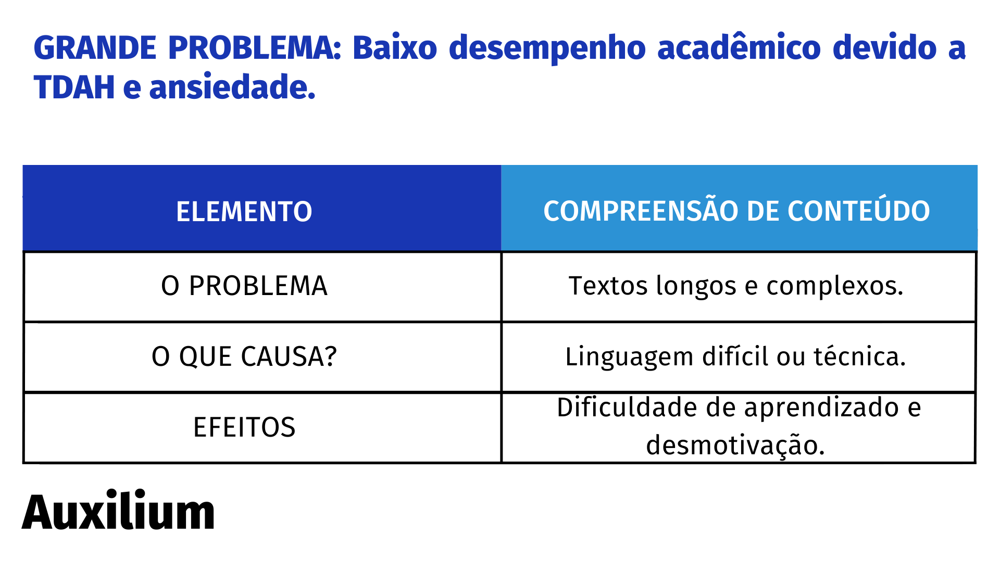 GRANDE PROBLEMA: Baixo desempenho acadêmico devido a
TDAH e ansiedade.
ELEMENTO
COMPREENSÃO DE CONTEÚDO
O PROBLEMA
Textos longos e complexos.
O QUE CAUSA?
Linguagem difícil ou técnica.
EFEITOS
Dificuldade de aprendizado e
desmotivação.
Auxilium